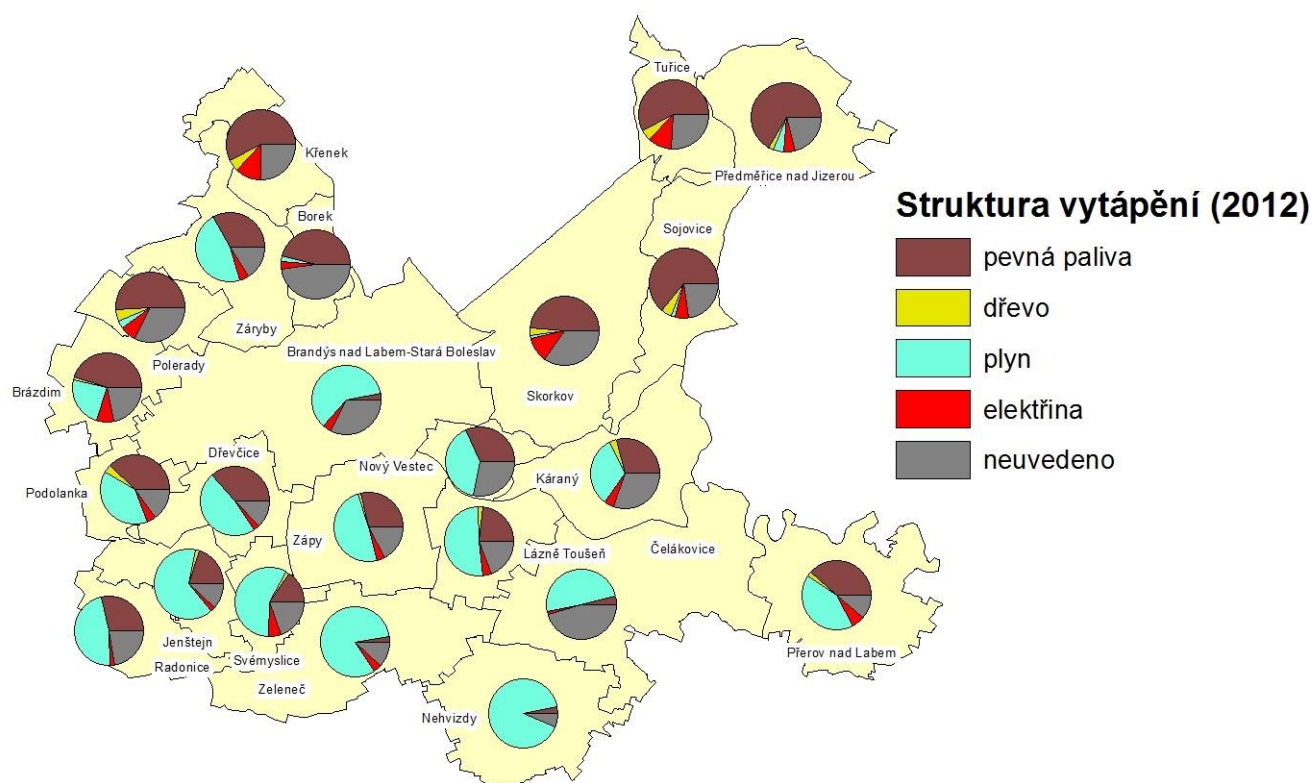 Tuřice
Křenek
Předměřice nad Jizerou
Borek
Sojovice
Záryby
Brandýs nad Labem-Stará Boleslav
Polerady
Brázdim
Skorkov
Dřevčice
Nový Vestec
Káraný
Podolanka
Zápy
Lázně Toušeň
Čelákovice
Jenštejn
Svémyslice
Radonice
Přerov nad Labem
Zeleneč
Nehvizdy
Struktura vytápění (2012)
pevná paliva
dřevo
plyn
elektřina
neuvedeno